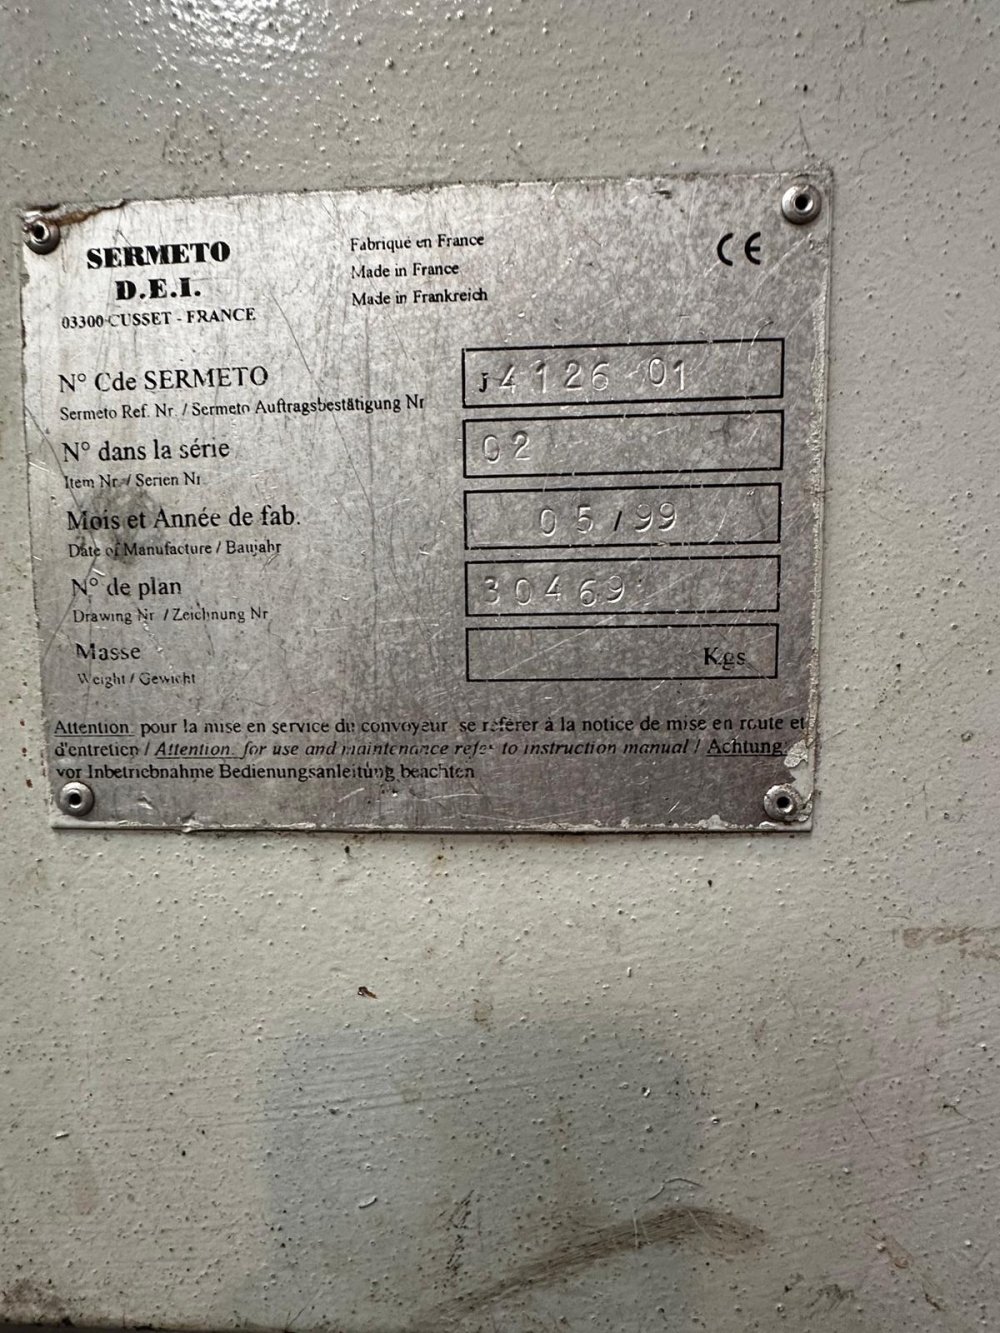 SERMETO
D.E.I.
03300 CUSSET - FRANCE
Fabriqué en France
Made in France
Made in Frankreich
CE
N° Cde SERMETO
Sermeto Ref. Nr. / Sermeto Auftragsbestätigung Nr
j4126-01
N° dans la série
Item Nr / Serien Nr
02
Mois et Année de fab.
Date of Manufacture / Baujahr
05/99
N° de plan
Drawing Nr / Zeichnung Nr
30469
Masse
Weight / Gewicht
Kgs
Attention pour la mise en service du convoyeur se référer à la notice de mise en route et
d'entretien / Attention for use and maintenance refer to instruction manual / Achtung
vor Inbetriebnahme Bedienungsanleitung beachten